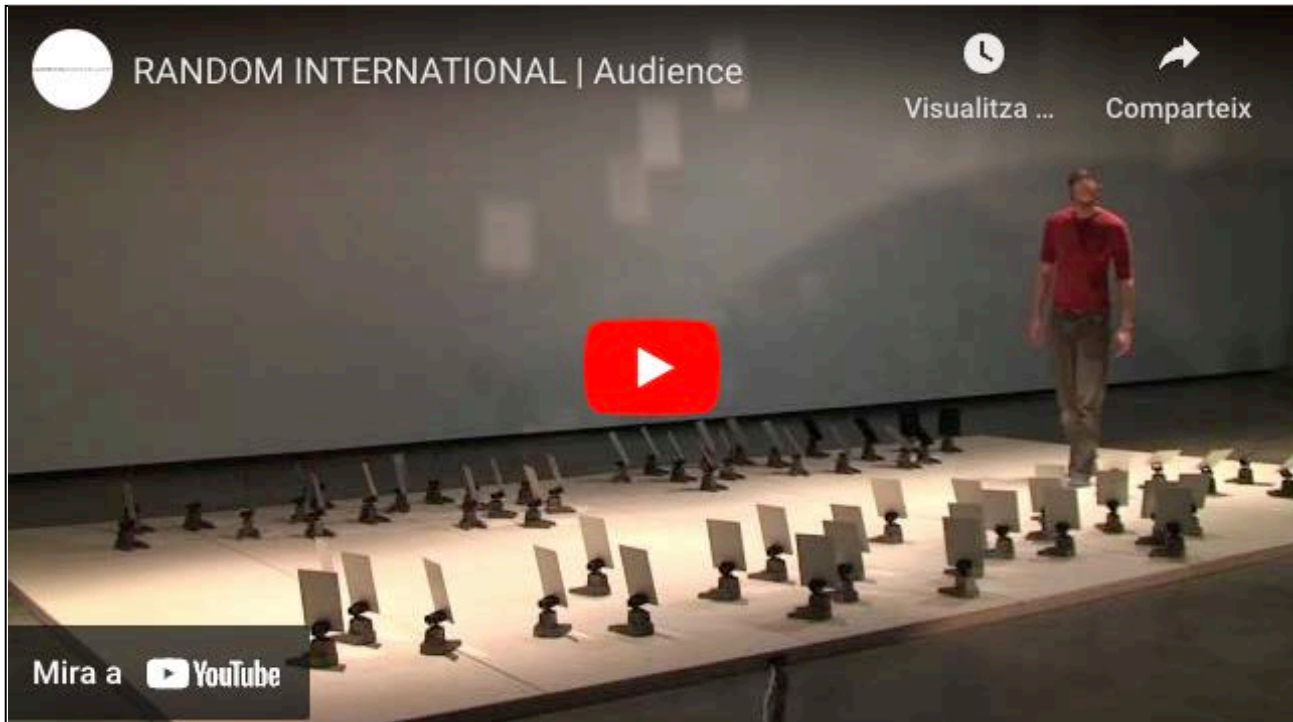 RANDOM INTERNATIONAL | Audience
Visualitza ...
Comparteix
Mira a YouTube